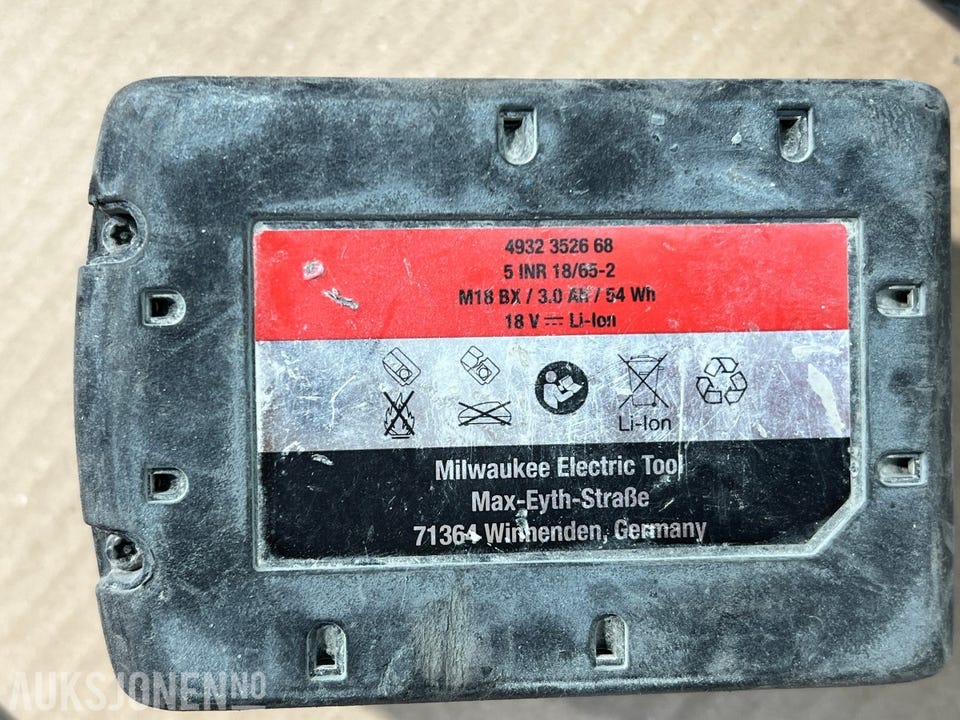 4932 3526 68
5 INR 18/65-2
M18 BX / 3.0 Ah / 54 Wh
18 V ⎓ Li-Ion
Li-Ion
Milwaukee Electric Tool
Max-Eyth-Straße
71364 Winnenden, Germany
AUKSJONEN.NO